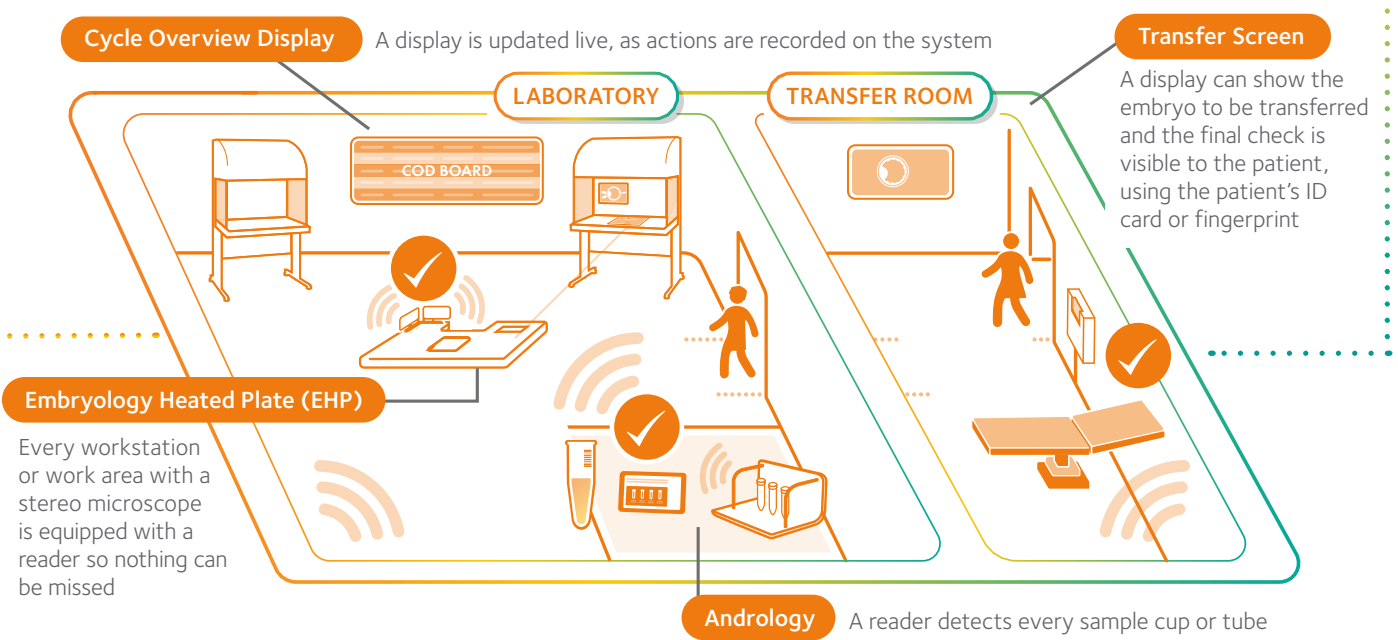 Cycle Overview Display
A display is updated live, as actions are recorded on the system
Transfer Screen
A display can show the
embryo to be transferred
and the final check is
visible to the patient,
using the patient's ID
card or fingerprint
LABORATORY
TRANSFER ROOM
COD BOARD
Embryology Heated Plate (EHP)
Every workstation
or work area with a
stereo microscope
is equipped with a
reader so nothing can
be missed
Andrology
A reader detects every sample cup or tube